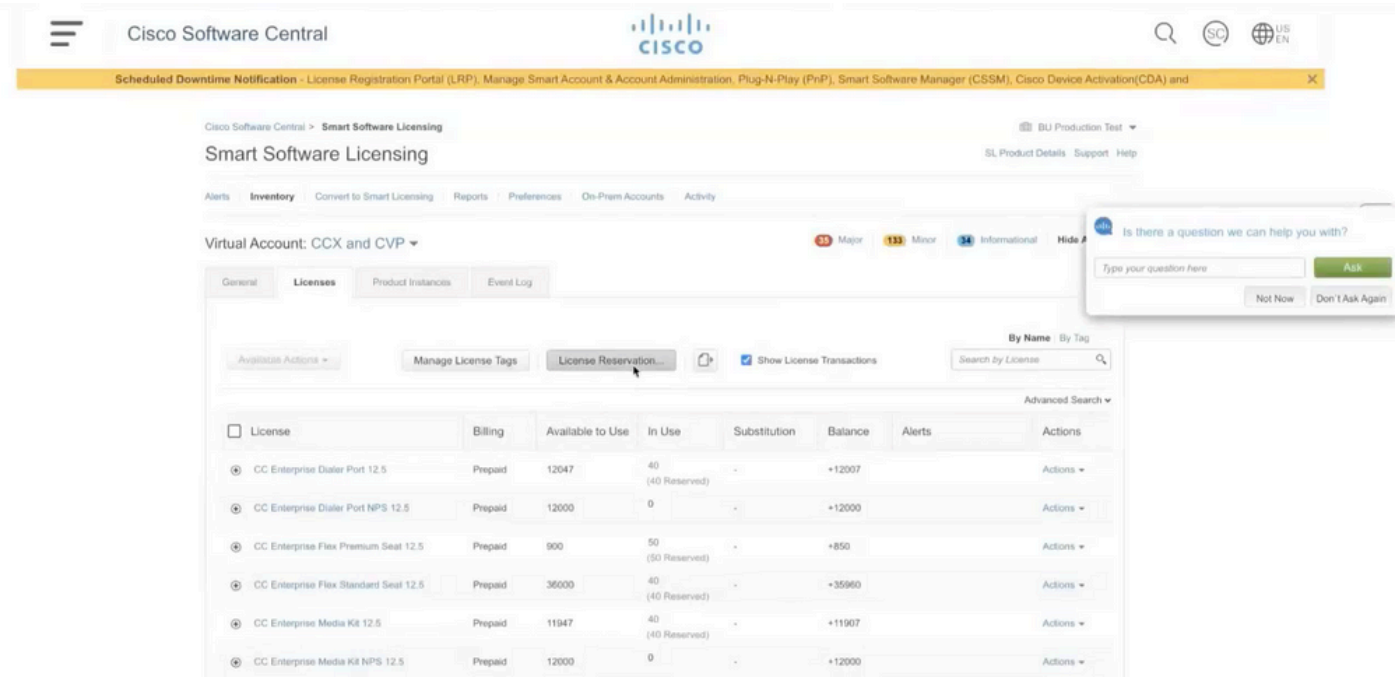 Cisco Software Central
CISCO
SC
US
EN
Scheduled Downtime Notification - License Registration Portal (LRP), Manage Smart Account & Account Administration, Plug-N-Play (PnP), Smart Software Manager (CSSM), Cisco Device Activation(CDA) and
Cisco Software Central > Smart Software Licensing
BU Production Test
Smart Software Licensing
SL Product Details Support Help
Alerts Inventory Convert to Smart Licensing Reports Preferences On-Prem Accounts Activity
Is there a question we can help you with?
Virtual Account: CCX and CVP
35 Major 133 Minor 34 Informational Hide A
Type your question here Ask
Not Now Don't Ask Again
General Licenses Product Instances Event Log
By Name By Tag
Available Actions Manage License Tags License Reservation... Show License Transactions Search by License
Advanced Search
License Billing Available to Use In Use Substitution Balance Alerts Actions
CC Enterprise Dialer Port 12.5 Prepaid 12047 40 - +12007 Actions
(40 Reserved)
CC Enterprise Dialer Port NPS 12.5 Prepaid 12000 0 - +12000 Actions
CC Enterprise Flex Premium Seat 12.5 Prepaid 900 50 - +850 Actions
(50 Reserved)
CC Enterprise Flex Standard Seat 12.5 Prepaid 36000 40 - +35960 Actions
(40 Reserved)
CC Enterprise Media Kit 12.5 Prepaid 11947 40 - +11907 Actions
(40 Reserved)
CC Enterprise Media Kit NPS 12.5 Prepaid 12000 0 - +12000 Actions